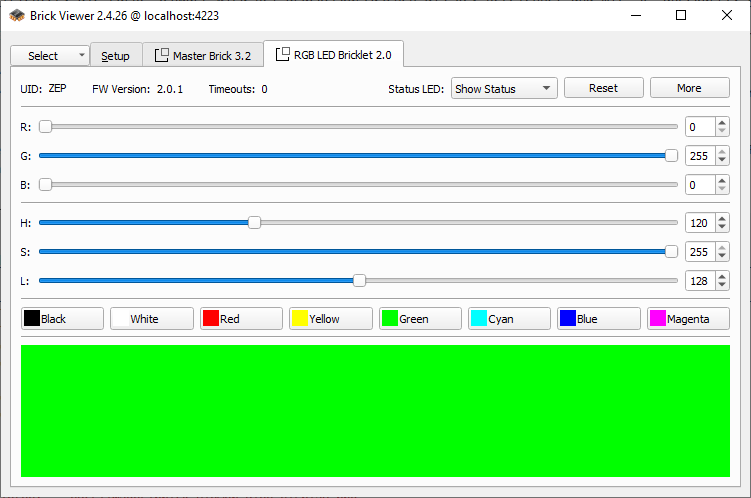 Brick Viewer 2.4.26 @ localhost:4223
Select Setup Master Brick 3.2 RGB LED Bricklet 2.0
UID: ZEP FW Version: 2.0.1 Timeouts: 0 Status LED: Show Status Reset More
R: 0
G: 255
B: 0
H: 120
S: 255
L: 128
Black White Red Yellow Green Cyan Blue Magenta